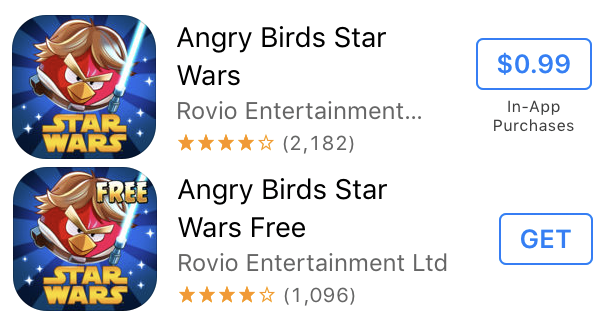 Angry Birds Star
Wars
Rovio Entertainment...
(2,182)
$0.99
In-App
Purchases
STAR
WARS
Angry Birds Star
Wars Free
Rovio Entertainment Ltd
(1,096)
GET
FREE
STAR
WARS